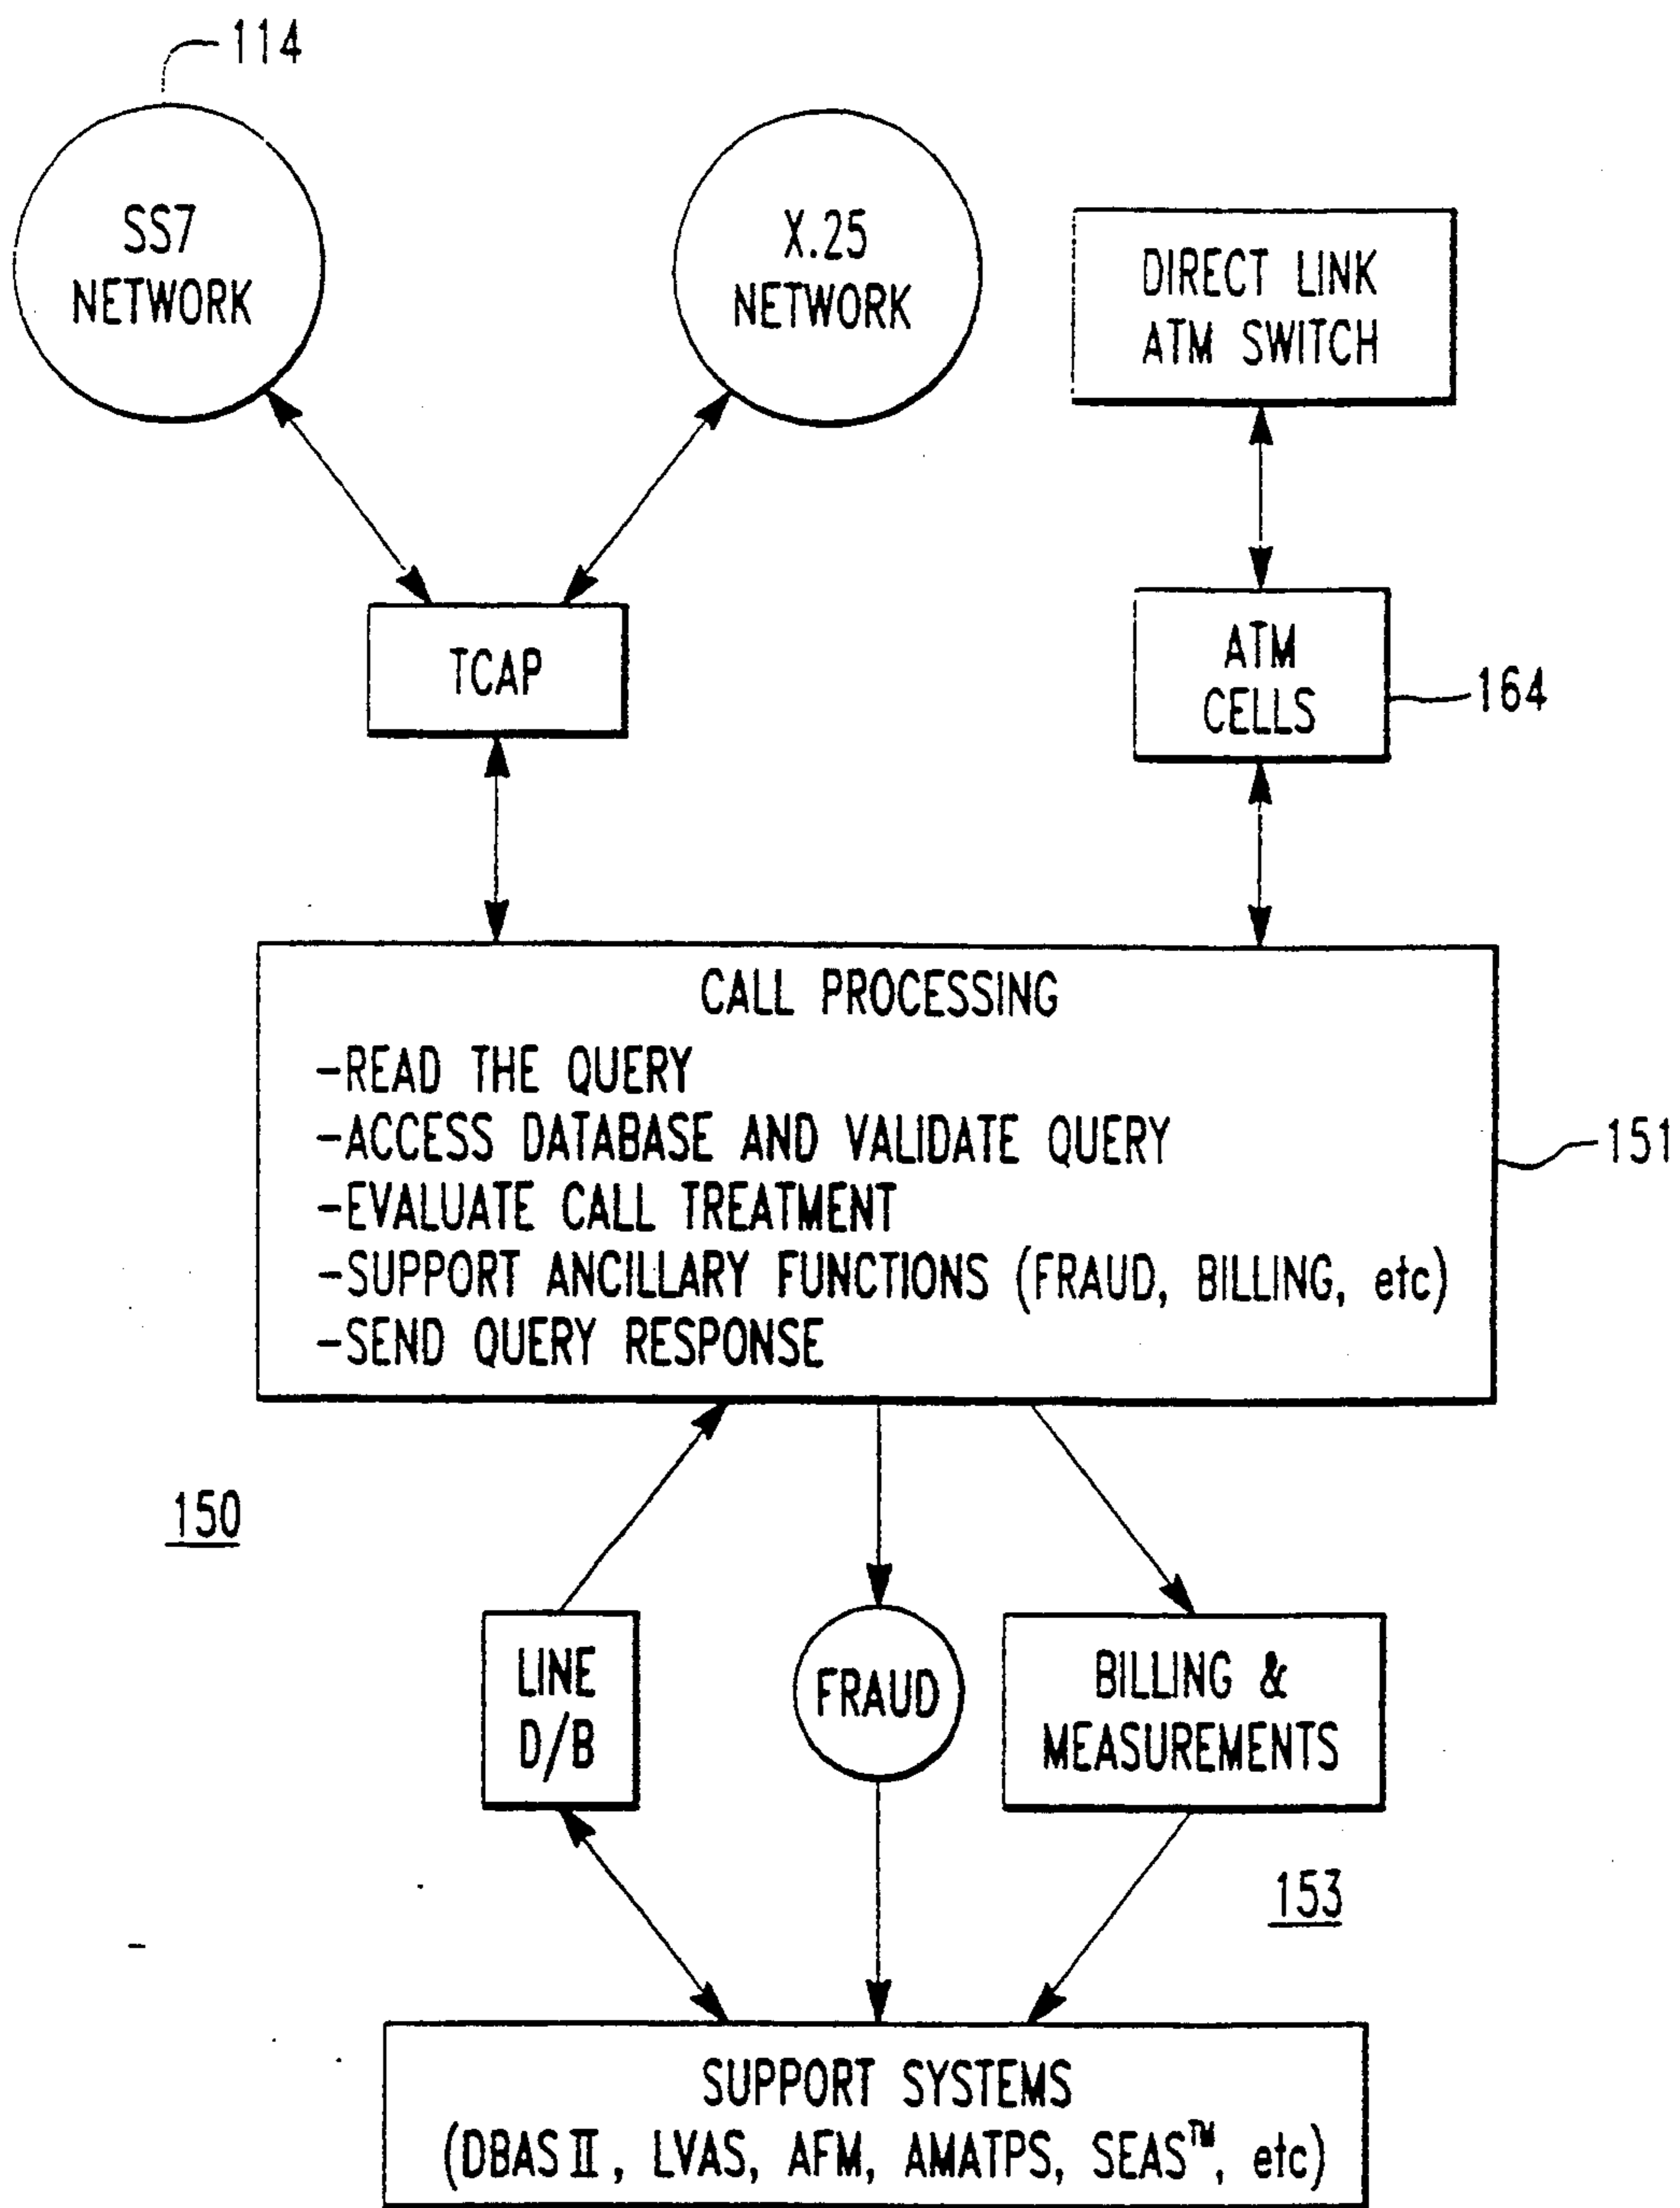 114
SS7
NETWORK
X.25
NETWORK
DIRECT LINK
ATM SWITCH
TCAP
ATM
CELLS
164
CALL PROCESSING
-READ THE QUERY
-ACCESS DATABASE AND VALIDATE QUERY
-EVALUATE CALL TREATMENT
-SUPPORT ANCILLARY FUNCTIONS (FRAUD, BILLING, etc)
-SEND QUERY RESPONSE
151
150
LINE
D/B
FRAUD
BILLING &
MEASUREMENTS
153
SUPPORT SYSTEMS
(DBAS II, LVAS, AFM, AMATPS, SEAS™, etc)